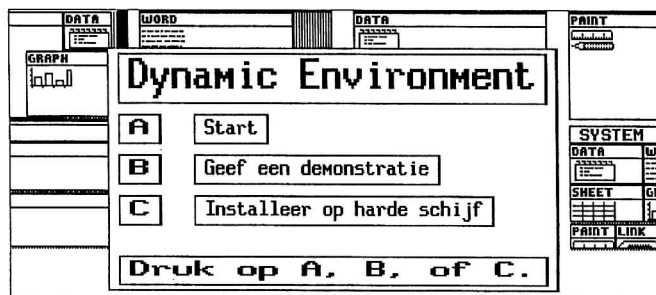 DATA WORD DATA PAINT
GRAPH
Dynamic Environment
A Start
B Geef een demonstratie
C Installeer op harde schijf
Druk op A, B, of C.
SYSTEM
DATA
SHEET
PAINT LINK